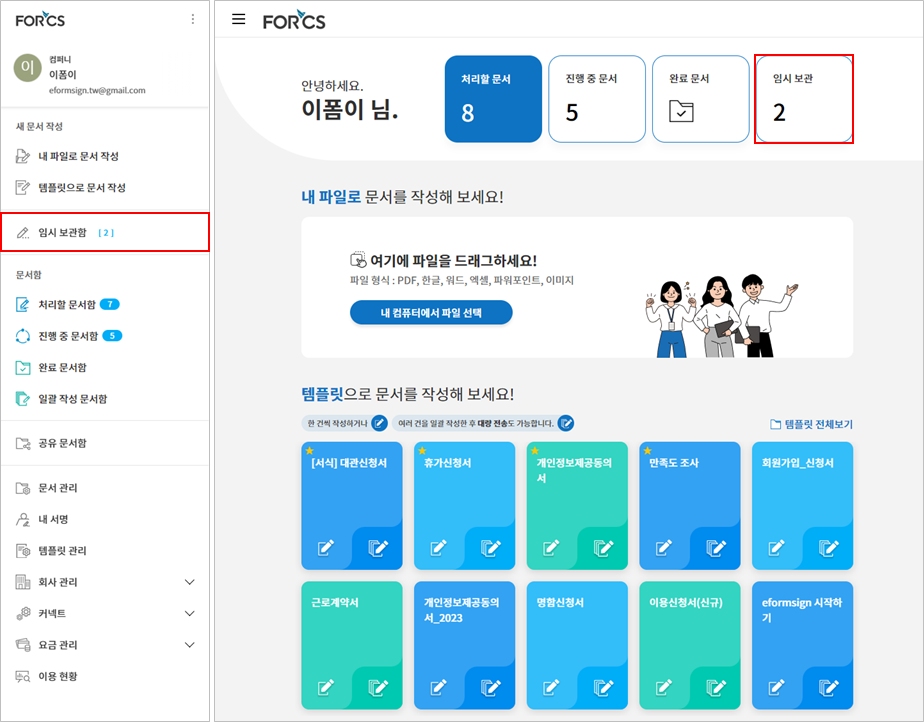 FORCS
이
컴퍼니
이폼이
eformsign.tw@gmail.com
새 문서 작성
내 파일로 문서 작성
템플릿으로 문서 작성
임시 보관함 [ 2 ]
문서함
처리할 문서함 7
진행 중 문서함 5
완료 문서함
일괄 작성 문서함
공유 문서함
문서 관리
내 서명
템플릿 관리
회사 관리
커넥트
요금 관리
이용 현황
FORCS
안녕하세요.
이폼이 님.
처리할 문서
8
진행 중 문서
5
완료 문서
임시 보관
2
내 파일로 문서를 작성해 보세요!
여기에 파일을 드래그하세요!
파일 형식 : PDF, 한글, 워드, 엑셀, 파워포인트, 이미지
내 컴퓨터에서 파일 선택
템플릿으로 문서를 작성해 보세요!
한 건씩 작성하거나 여러 건을 일괄 작성한 후 대량 전송도 가능합니다.
템플릿 전체보기
[서식] 대관신청서
휴가신청서
개인정보제공동의
서
만족도 조사
회원가입_신청서
근로계약서
개인정보제공동의
서_2023
명함신청서
이용신청서(신규)
eformsign 시작하
기